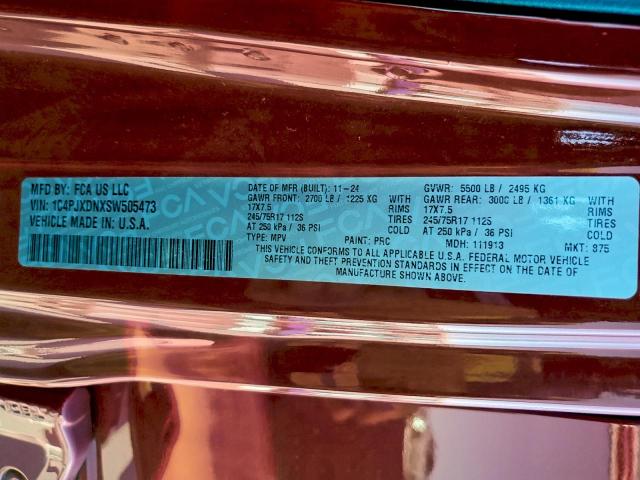 MFD BY: FCA US LLC
VIN: 1C4PJXDNXSW505473
VEHICLE MADE IN U.S.A.
DATE OF MFR (BUILT): 11-24 GVWR: 5500 LB / 2495 KG
GAWR FRONT: 2700 LB / 1225 KG GAWR REAR: 3000 LB / 1361 KG
17X7.5 RIMS 17X7.5 RIMS
245/75R17 112S TIRES 245/75R17 112S TIRES
AT 250 kPa / 36 PSI COLD AT 250 kPa / 36 PSI COLD
TYPE: MPV PAINT: PRC MDH: 111913 MKT: 875
THIS VEHICLE CONFORMS TO ALL APPLICABLE U.S.A. FEDERAL MOTOR VEHICLE
SAFETY AND THEFT PREVENTION STANDARDS IN EFFECT ON THE DATE OF
MANUFACTURE SHOWN ABOVE.